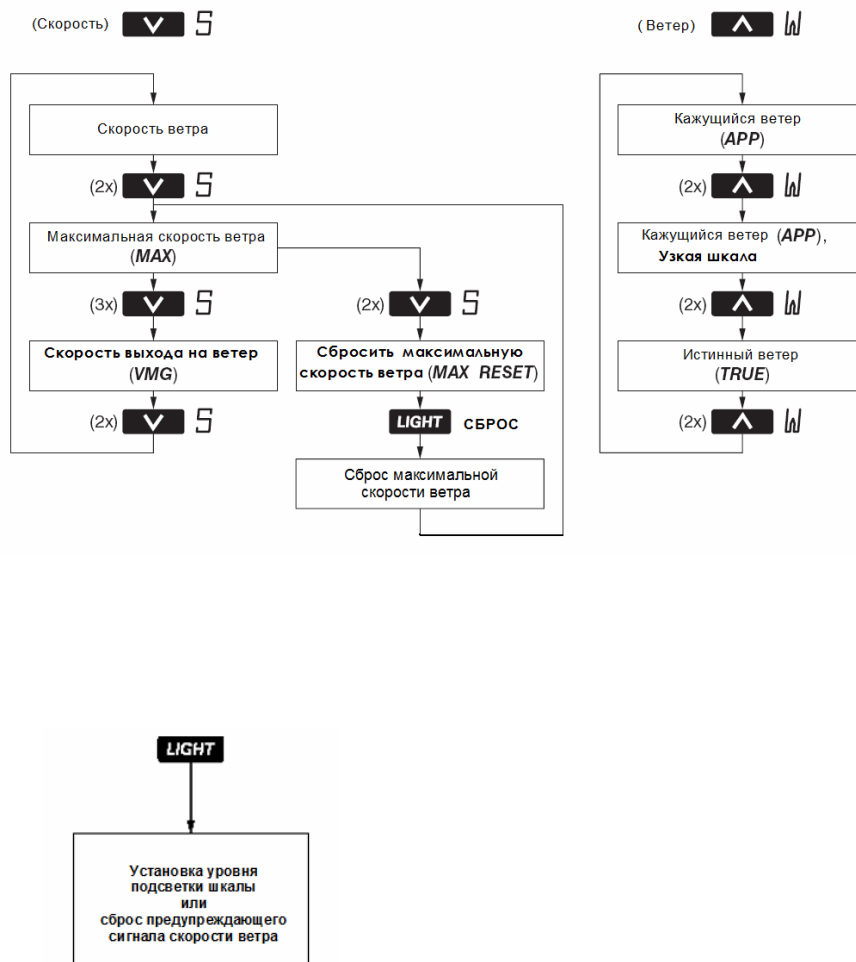 (Скорость) S
Скорость ветра
(2x) S
Максимальная скорость ветра
(MAX)
(3x) S
Скорость выхода на ветер
(VMG)
(2x) S
(2x) S
Сбросить максимальную
скорость ветра (MAX RESET)
LIGHT СБРОС
Сброс максимальной
скорости ветра
(Ветер) W
Кажущийся ветер
(APP)
(2x) W
Кажущийся ветер (APP),
Узкая шкала
(2x) W
Истинный ветер
(TRUE)
(2x) W
LIGHT
Установка уровня
подсветки шкалы
или
сброс предупреждающего
сигнала скорости ветра